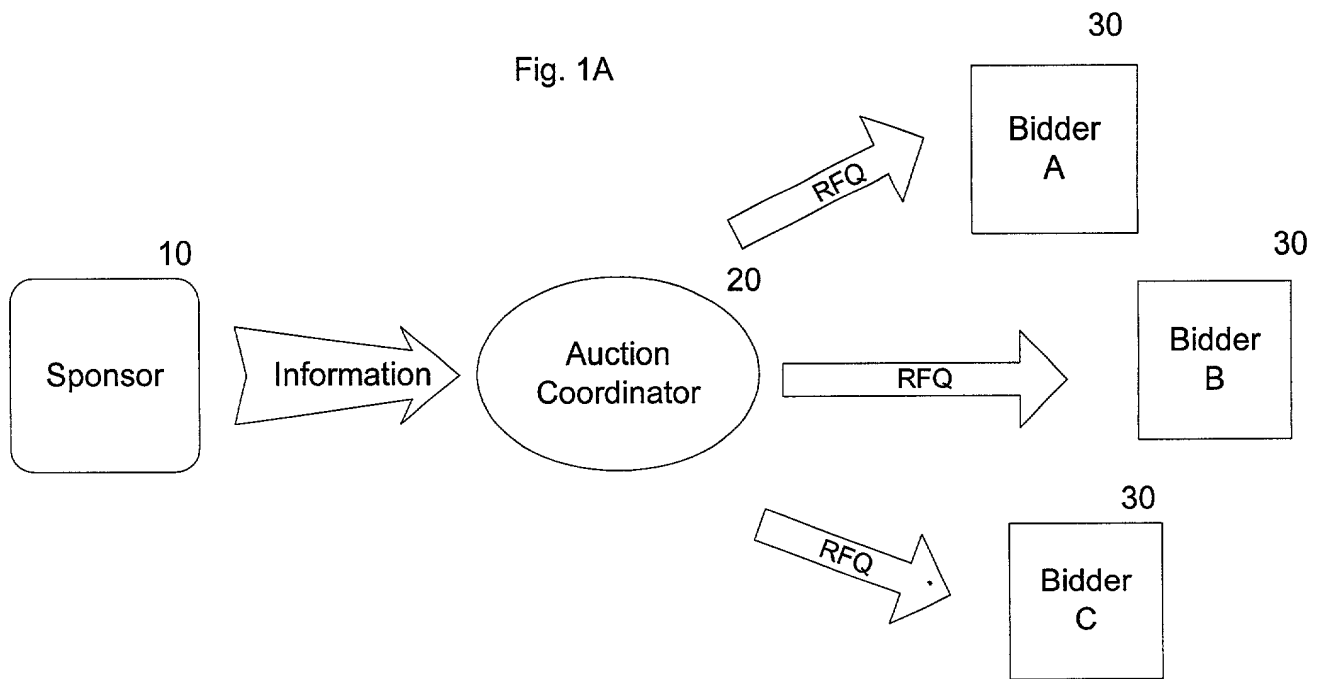 Fig. 1A
30
Bidder
A
RFQ
10
Sponsor
Information
20
Auction
Coordinator
RFQ
30
Bidder
B
RFQ
30
Bidder
C